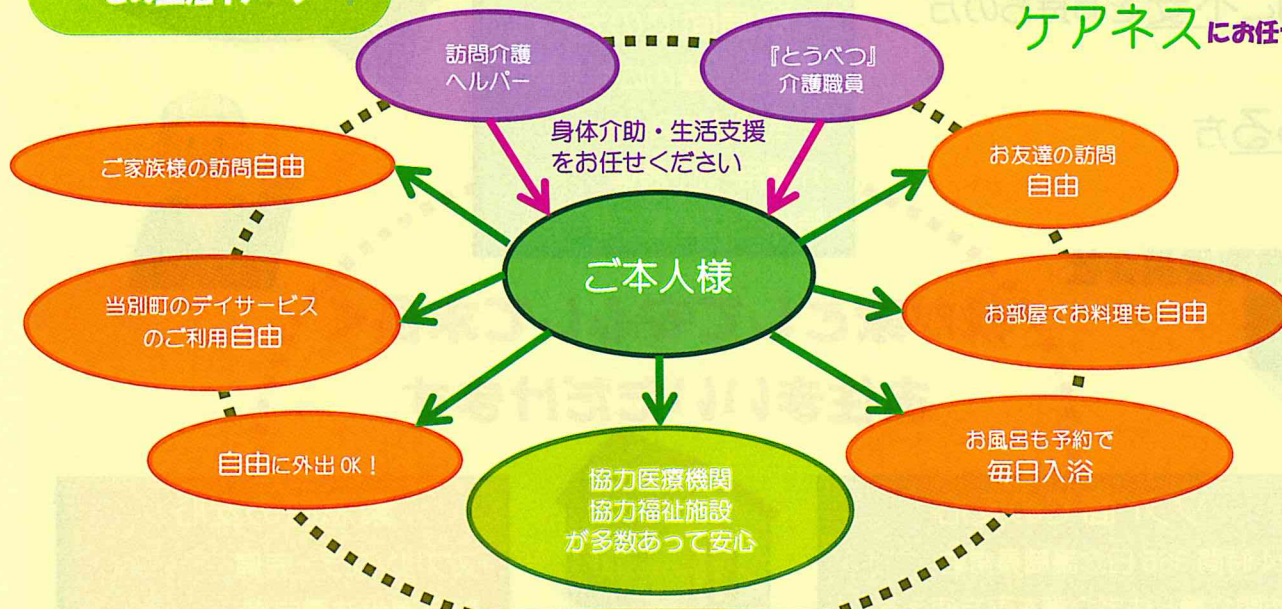 ケアネスにお任せ
訪問介護
ヘルパー
『とうべつ』
介護職員
身体介助・生活支援
をお任せください
ご家族様の訪問自由
お友達の訪問
自由
ご本人様
当別町のデイサービス
のご利用自由
お部屋でお料理も自由
自由に外出OK！
お風呂も予約で
毎日入浴
協力医療機関
協力福祉施設
が多数あって安心